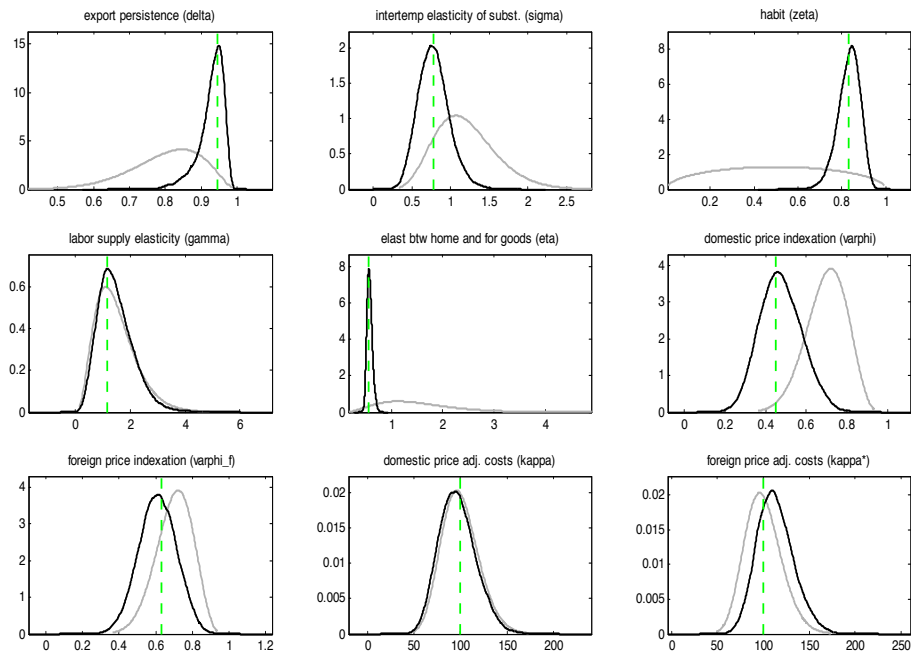 export persistence (delta)
intertemp elasticity of subst. (sigma)
habit (zeta)
15
10
5
0
0.5 0.6 0.7 0.8 0.9 1
2
1.5
1
0.5
0
0 0.5 1 1.5 2 2.5
8
6
4
2
0
0.2 0.4 0.6 0.8 1
labor supply elasticity (gamma)
elast btw home and for goods (eta)
domestic price indexation (varphi)
0.6
0.4
0.2
0
0 2 4 6
8
6
4
2
0
1 2 3 4
4
3
2
1
0
0 0.2 0.4 0.6 0.8 1
foreign price indexation (varphi_f)
domestic price adj. costs (kappa)
foreign price adj. costs (kappa*)
4
3
2
1
0
0 0.2 0.4 0.6 0.8 1 1.2
0.02
0.015
0.01
0.005
0
0 50 100 150 200
0.02
0.015
0.01
0.005
0
0 50 100 150 200 250